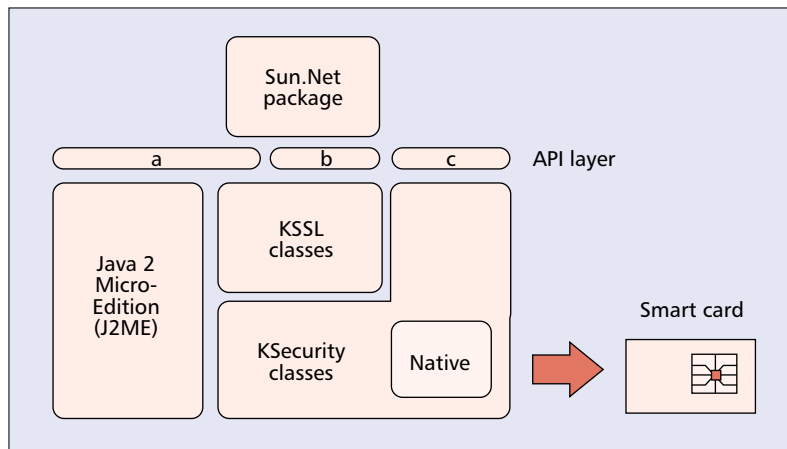 Sun.Net
package
a
b
c
API layer
KSSL
classes
Java 2
Micro-
Edition
(J2ME)
KSecurity
classes
Native
Smart card